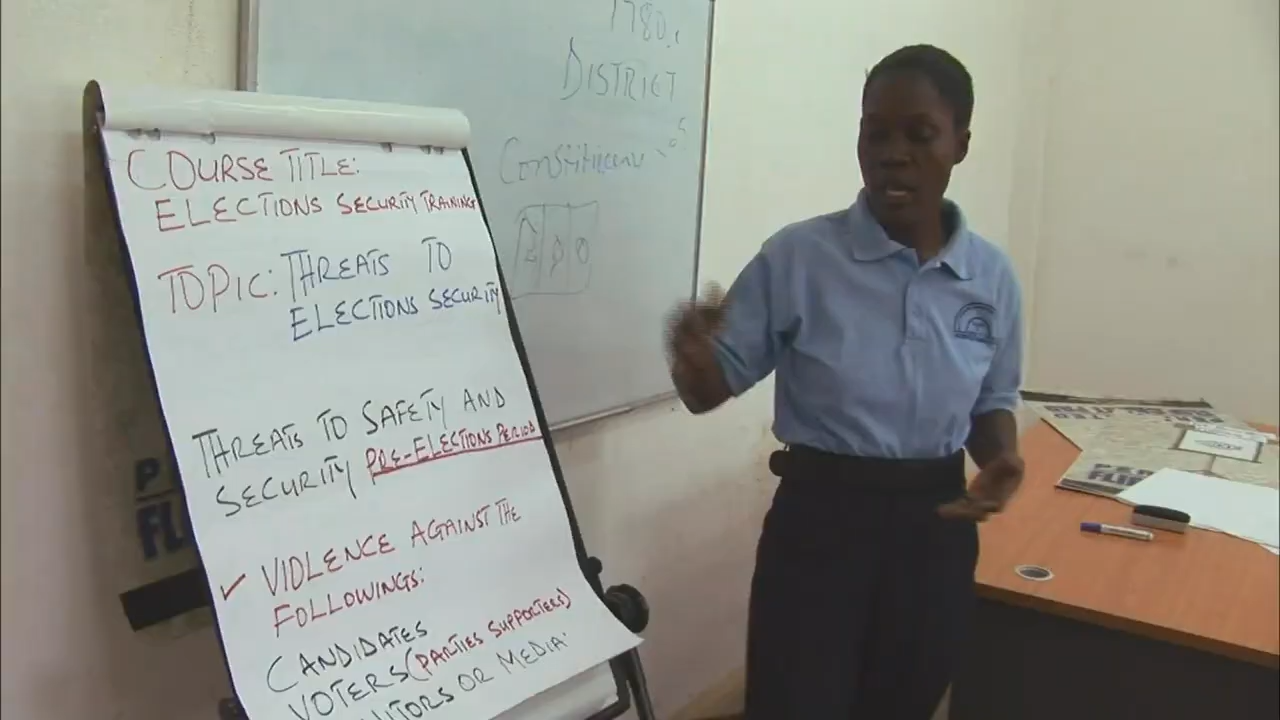 COURSE TITLE:
ELECTIONS SECURITY TRAINING
TOPIC: THREATS TO
ELECTIONS SECURITY
THREATS TO SAFETY AND
SECURITY PRE-ELECTIONS PERIOD
✓ VIOLENCE AGAINST THE
FOLLOWINGS:
CANDIDATES
VOTERS (PARTIES SUPPORTERS)
OR MEDIA
1780
DISTRICT